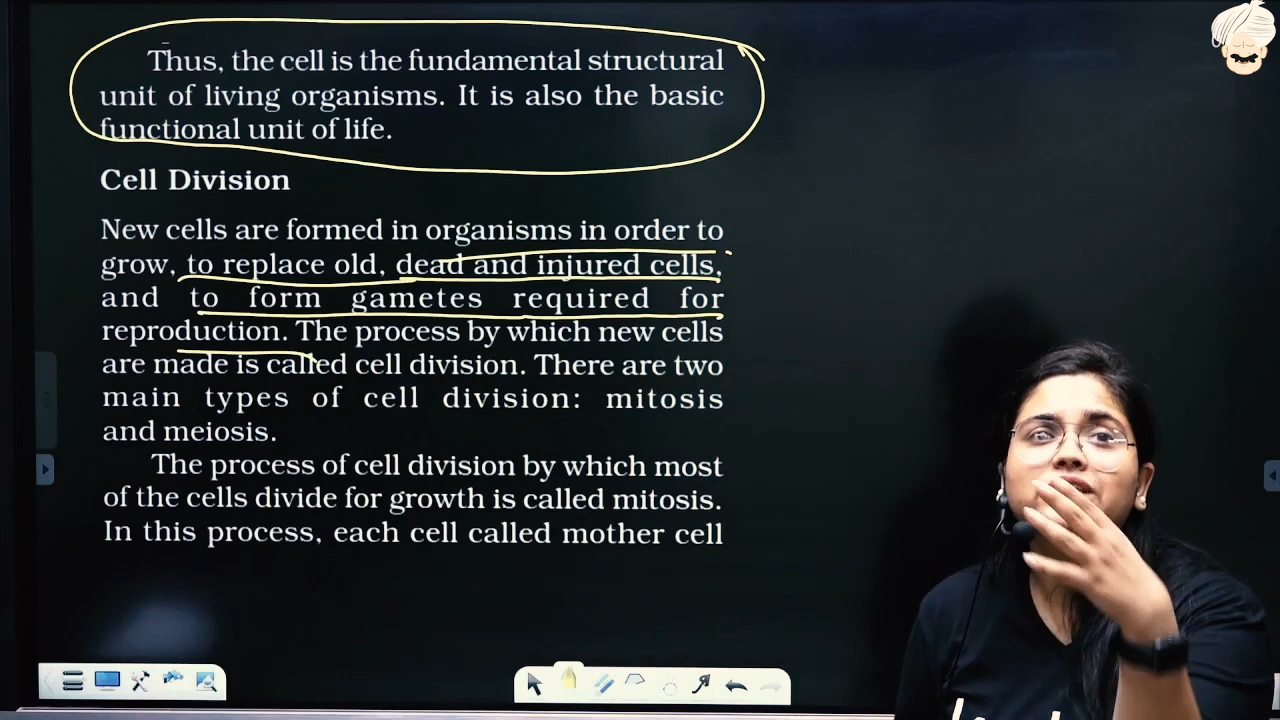 Thus, the cell is the fundamental structural
unit of living organisms. It is also the basic
functional unit of life.
Cell Division
New cells are formed in organisms in order to
grow, to replace old, dead and injured cells,
and to form gametes required for
reproduction. The process by which new cells
are made is called cell division. There are two
main types of cell division: mitosis
and meiosis.
The process of cell division by which most
of the cells divide for growth is called mitosis.
In this process, each cell called mother cell